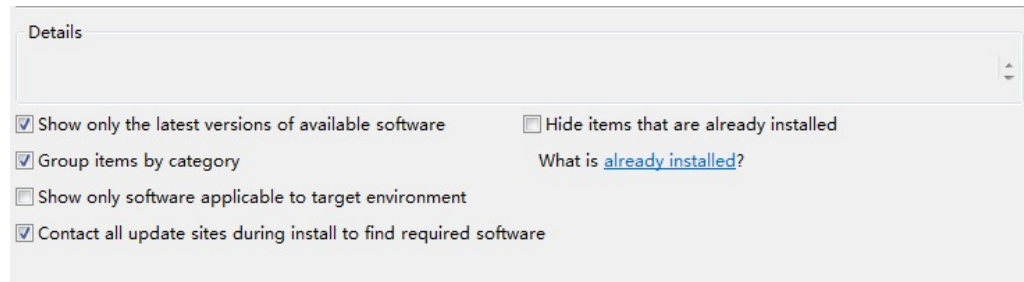 Details
Show only the latest versions of available software
Hide items that are already installed
Group items by category
What is already installed?
Show only software applicable to target environment
Contact all update sites during install to find required software